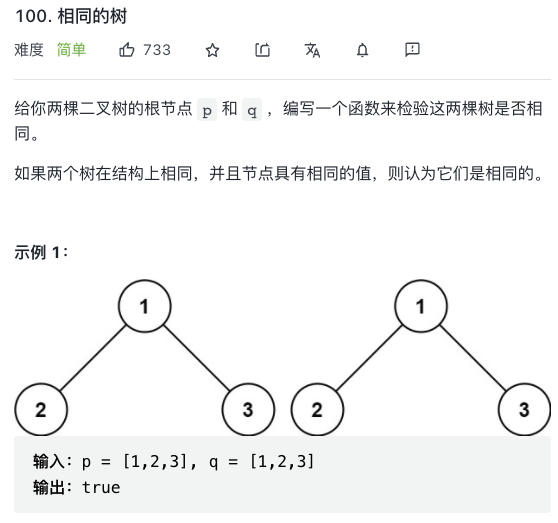 100. 相同的树
难度 简单 733
给你两棵二叉树的根节点 p 和 q ，编写一个函数来检验这两棵树是否相
同。
如果两个树在结构上相同，并且节点具有相同的值，则认为它们是相同的。
示例 1：
1 1
2 3 2 3
输入：p = [1,2,3], q = [1,2,3]
输出：true